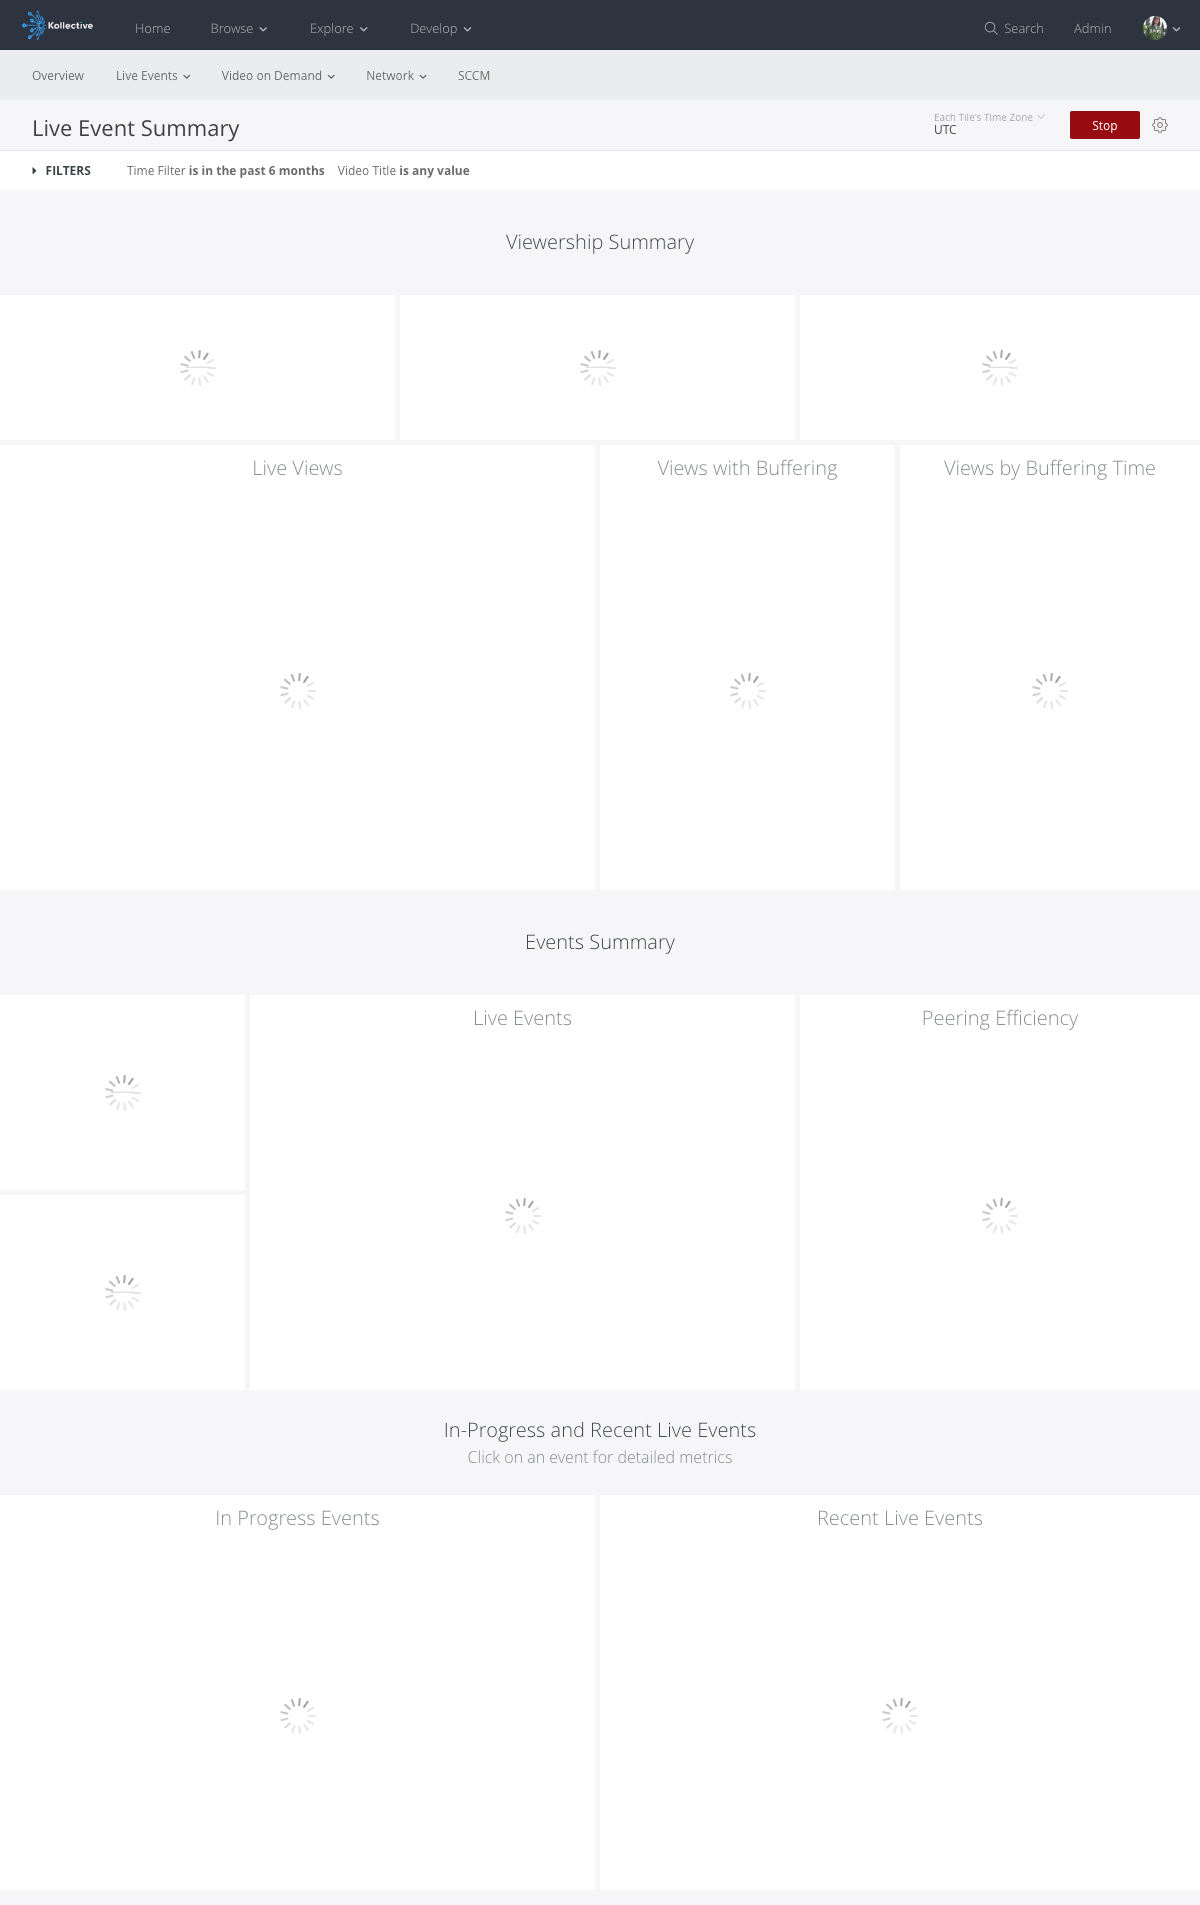 Kollective
Home Browse Explore Develop Search Admin
Overview Live Events Video on Demand Network SCCM
Live Event Summary
Each Tile's Time Zone
UTC
Stop
FILTERS Time Filter is in the past 6 months Video Title is any value
Viewership Summary
Live Views Views with Buffering Views by Buffering Time
Events Summary
Live Events Peering Efficiency
In-Progress and Recent Live Events
Click on an event for detailed metrics
In Progress Events Recent Live Events